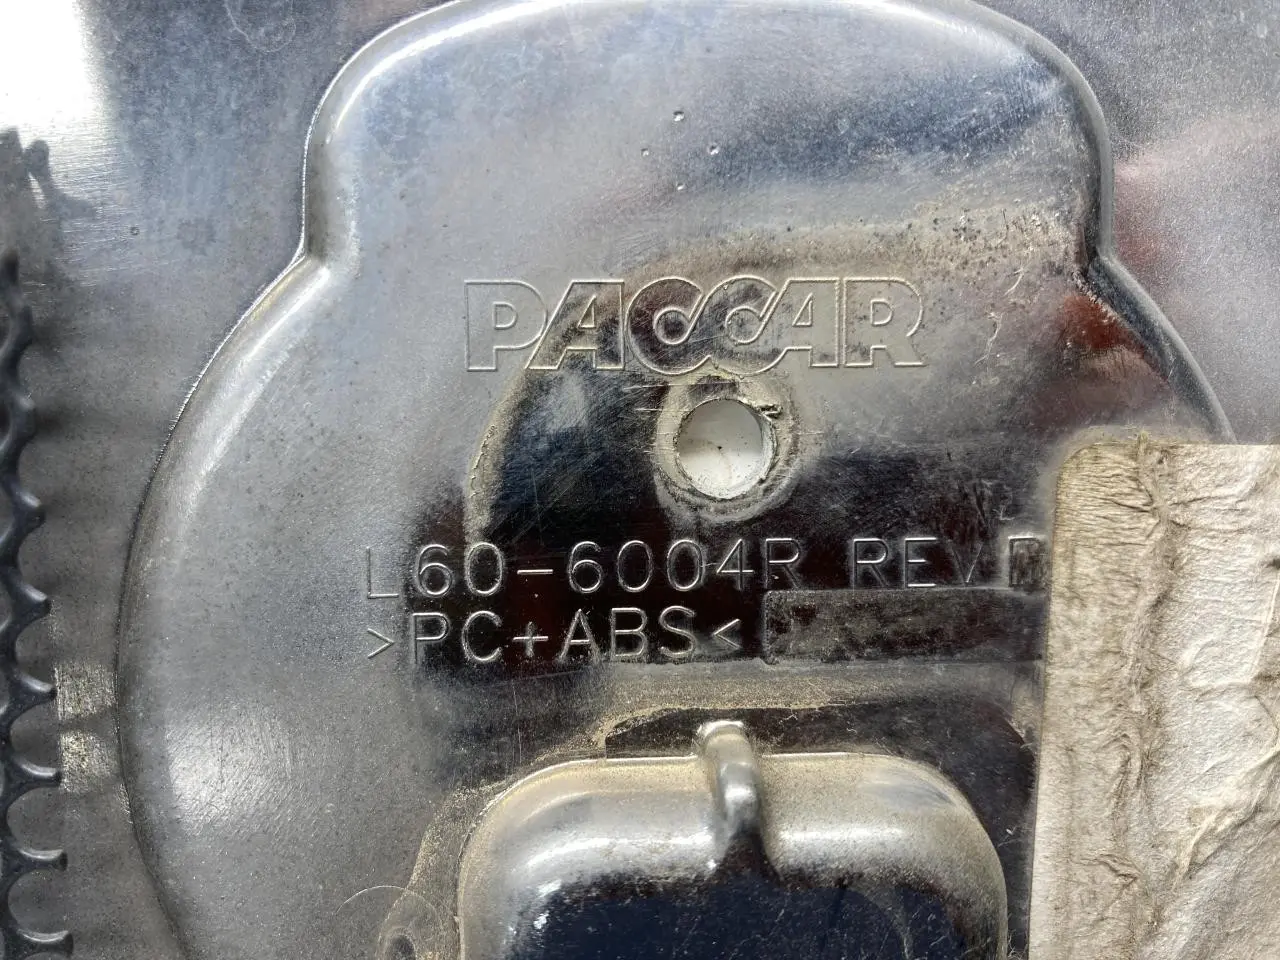 PACCAR
L60-6004R REV
>PC+ABS<